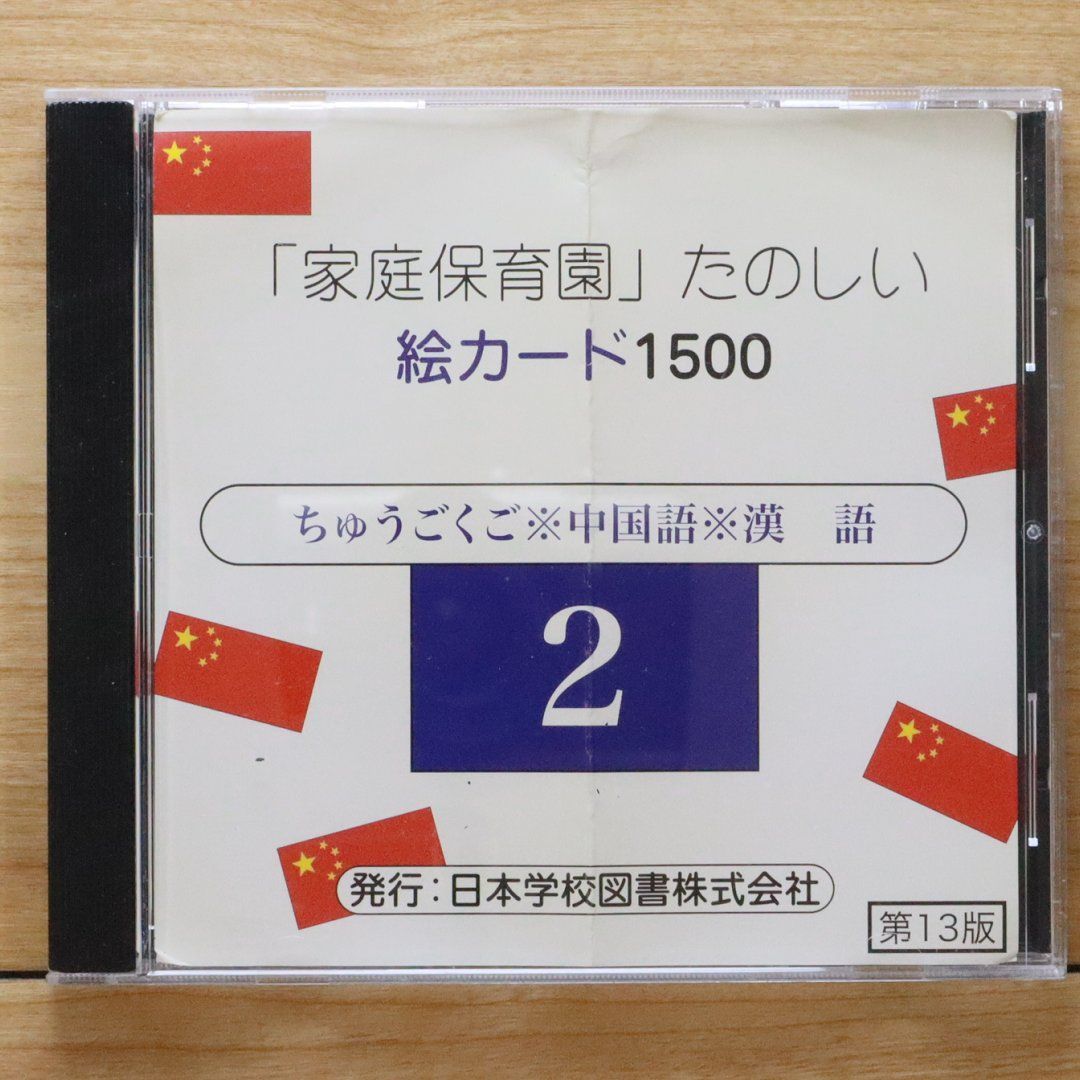 「家庭保育園」たのしい
絵カード1500
ちゅうごくご※中国語※漢　語
2
発行：日本学校図書株式会社
第13版